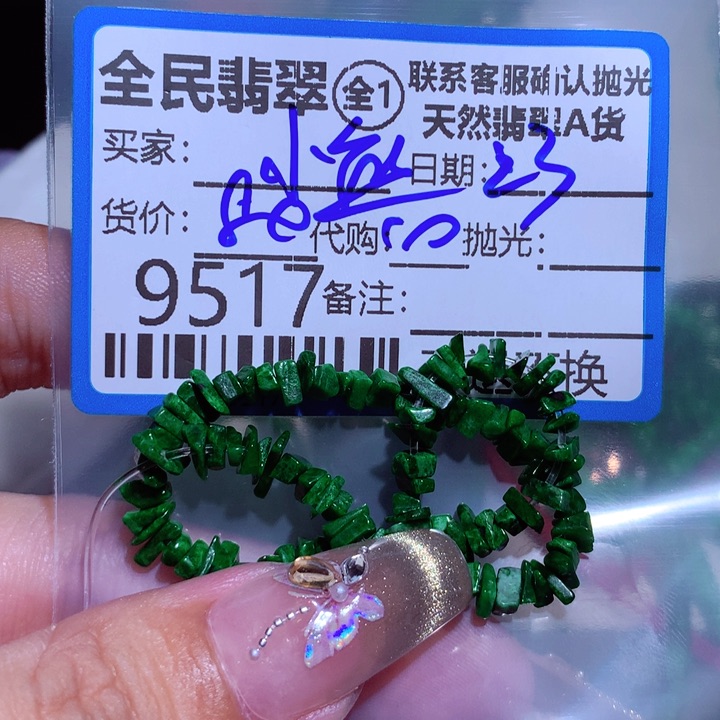 全民翡翠 全1 联系客服确认抛光
天然翡翠A货
买家:
日期: 23
货价:
代购: 抛光:
9517 备注:
换